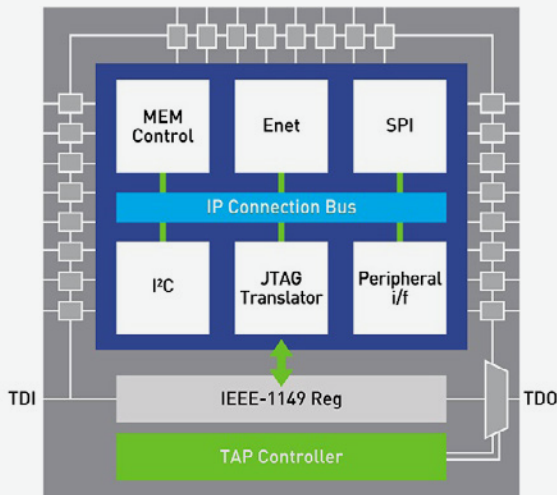 MEM
Control
Enet
SPI
IP Connection Bus
I²C
JTAG
Translator
Peripheral
i/f
TDI
IEEE-1149 Reg
TDO
TAP Controller